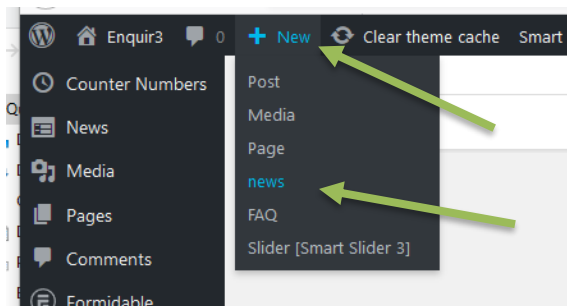 Enquir3 0 New Clear theme cache Smart
Counter Numbers
News
Media
Pages
Comments
Formidable
Post
Media
Page
news
FAQ
Slider [Smart Slider 3]